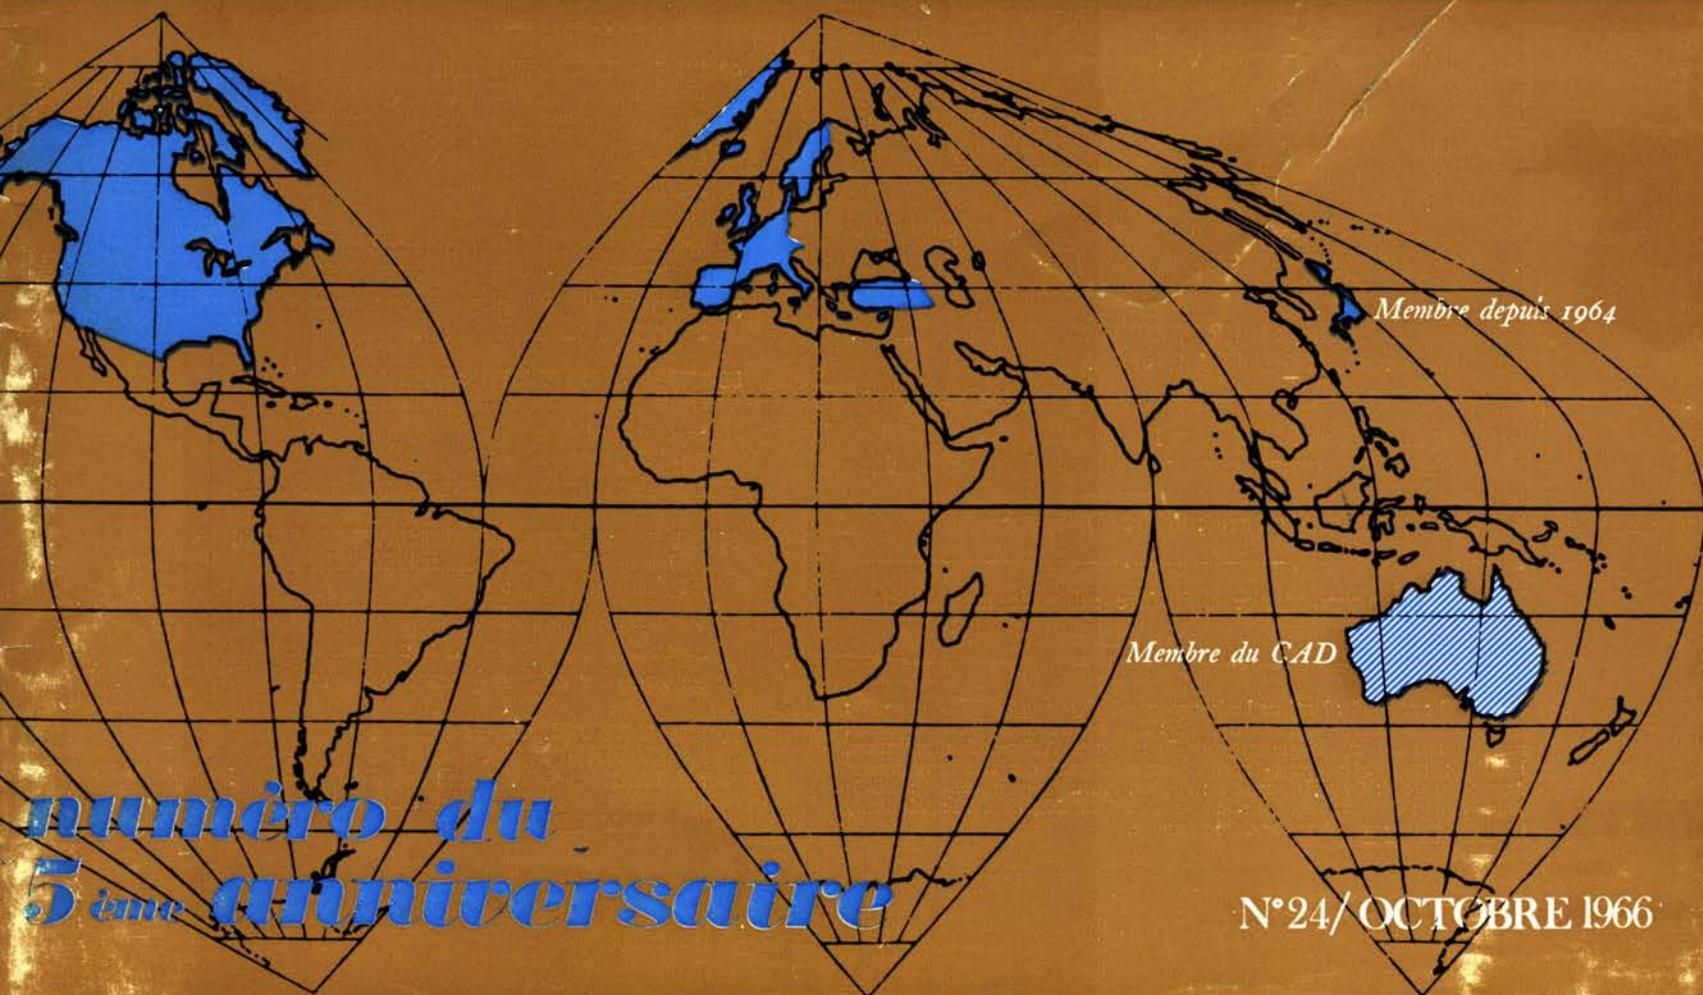 Membre depuis 1964
Membre du CAD
numéro du
5ème anniversaire
N°24/OCTOBRE 1966